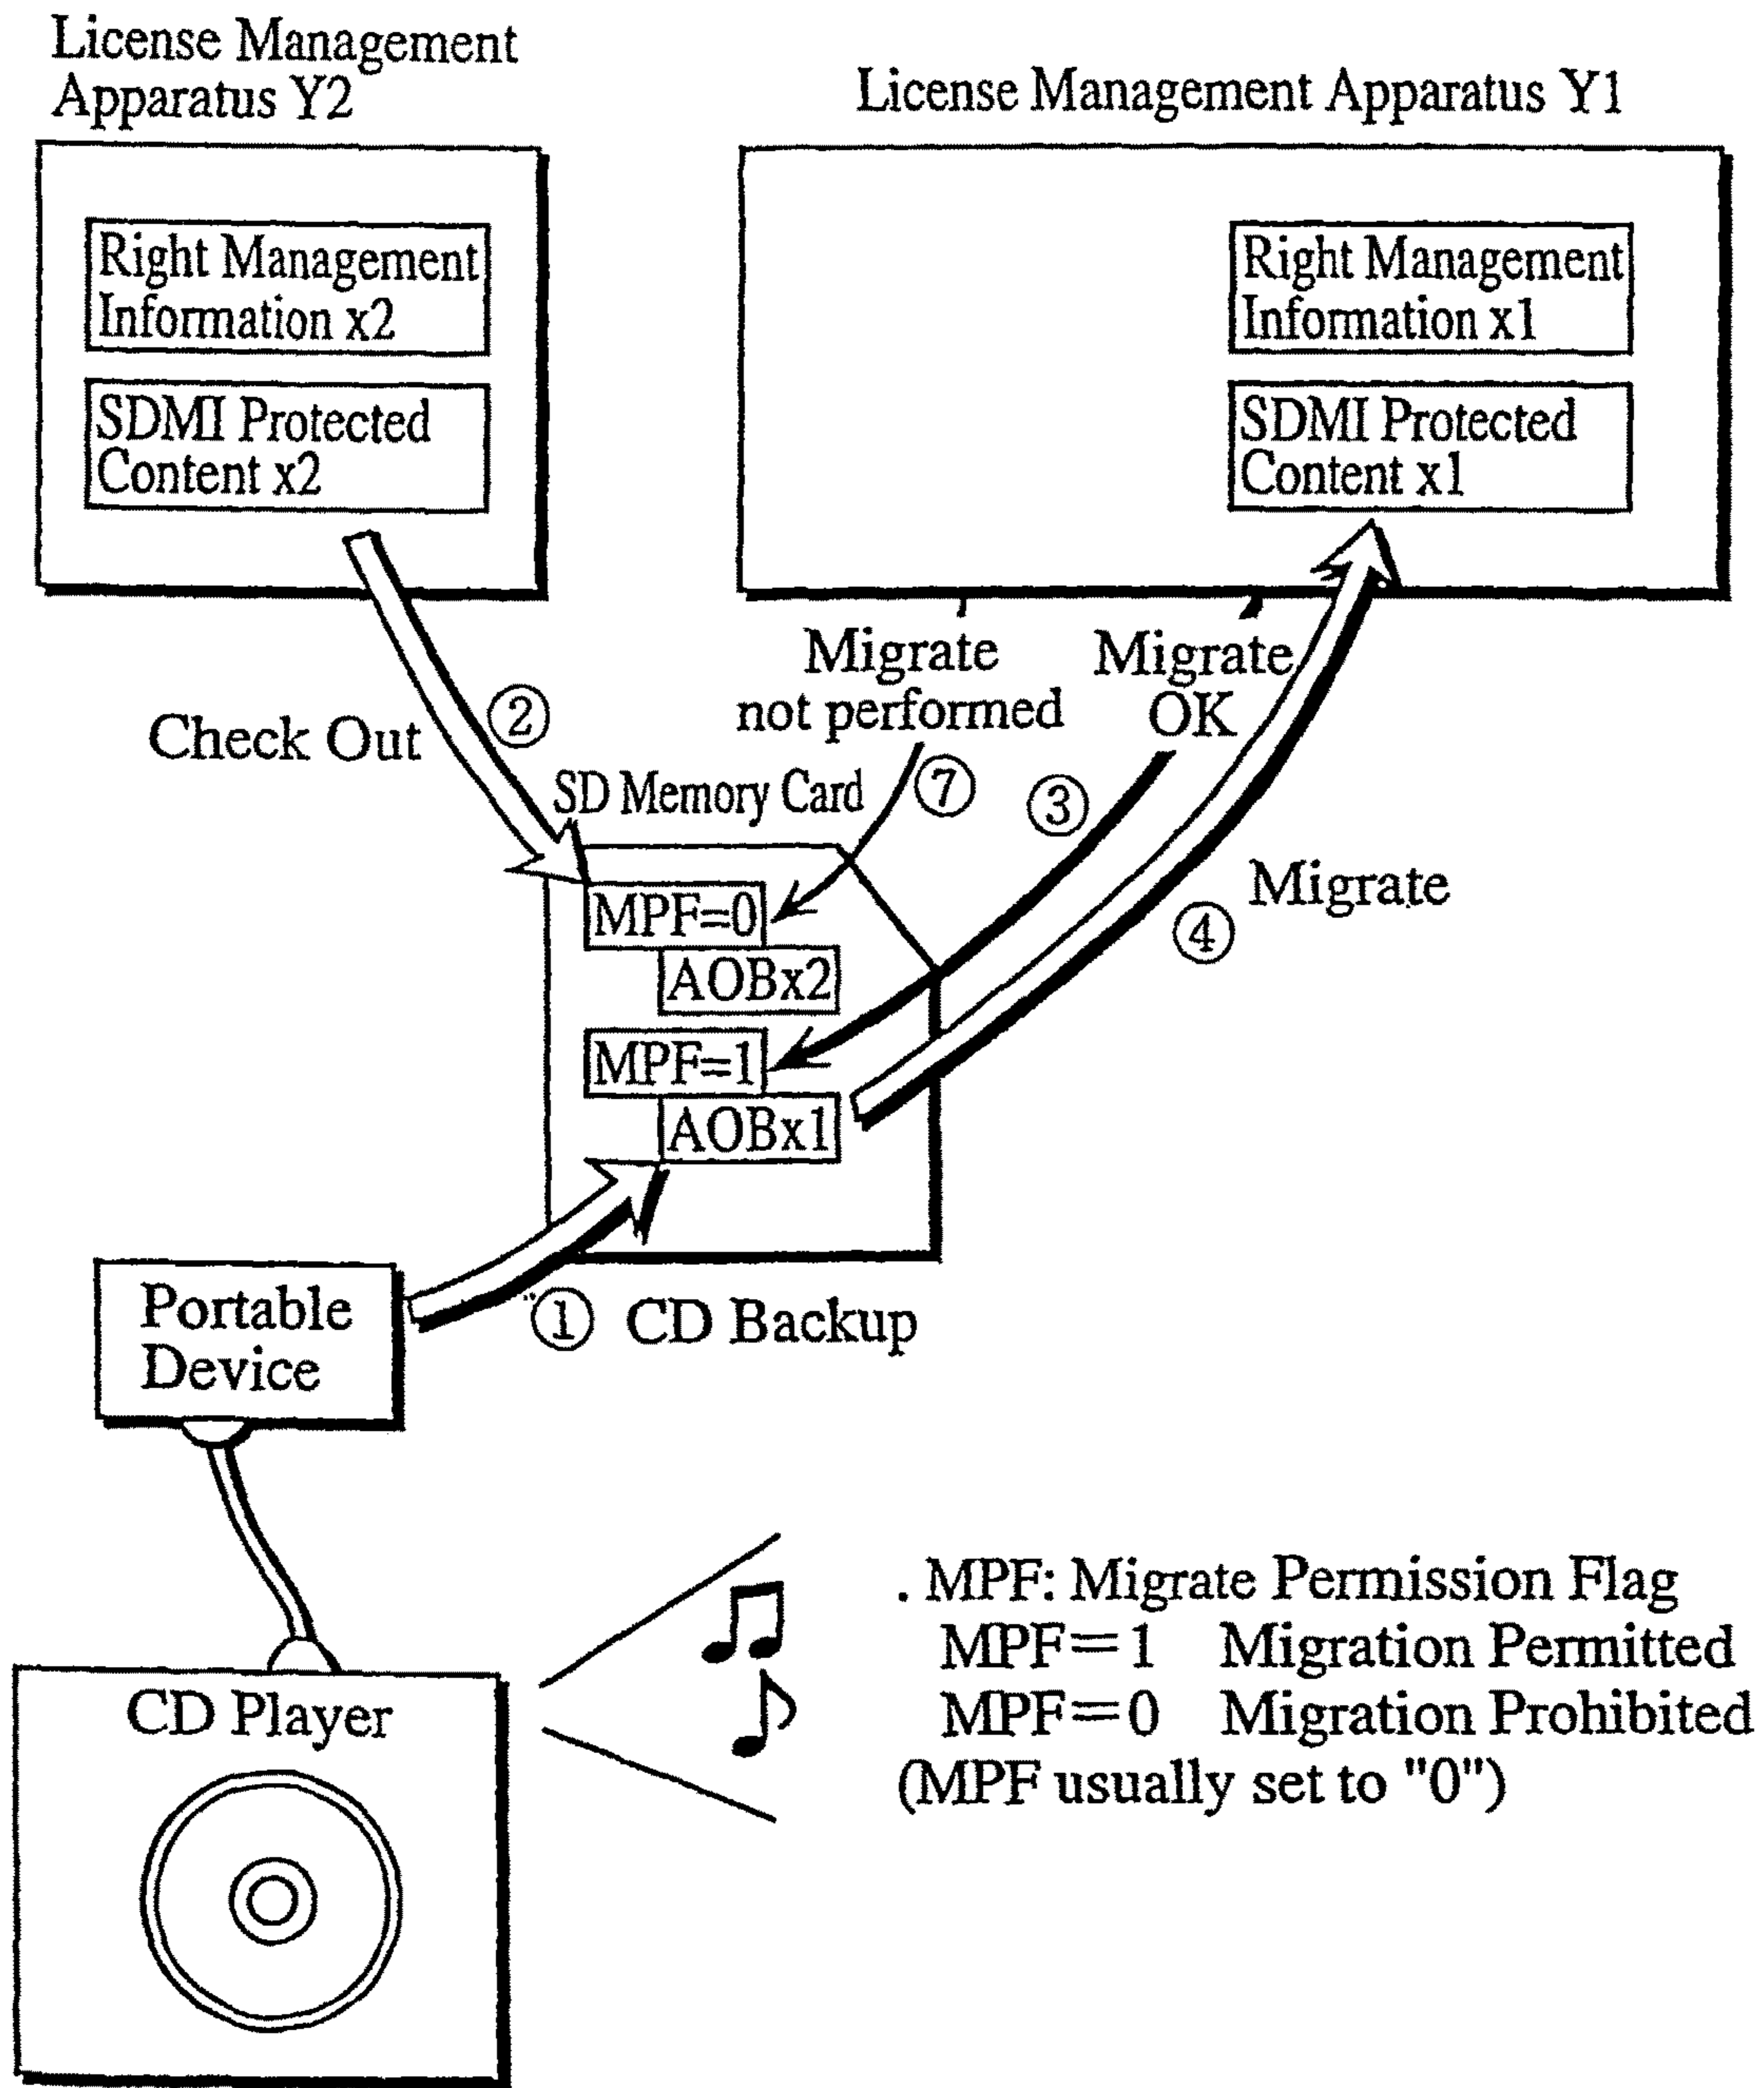 License Management
Apparatus Y2
License Management Apparatus Y1
Right Management
Information x2
SDMI Protected
Content x2
Right Management
Information x1
SDMI Protected
Content x1
Migrate
not performed
Migrate
OK
Check Out
②
⑦
③
SD Memory Card
Migrate
④
MPF=0
AOBx2
MPF=1
AOBx1
Portable
Device
① CD Backup
CD Player
. MPF: Migrate Permission Flag
MPF=1 Migration Permitted
MPF=0 Migration Prohibited
(MPF usually set to "0")